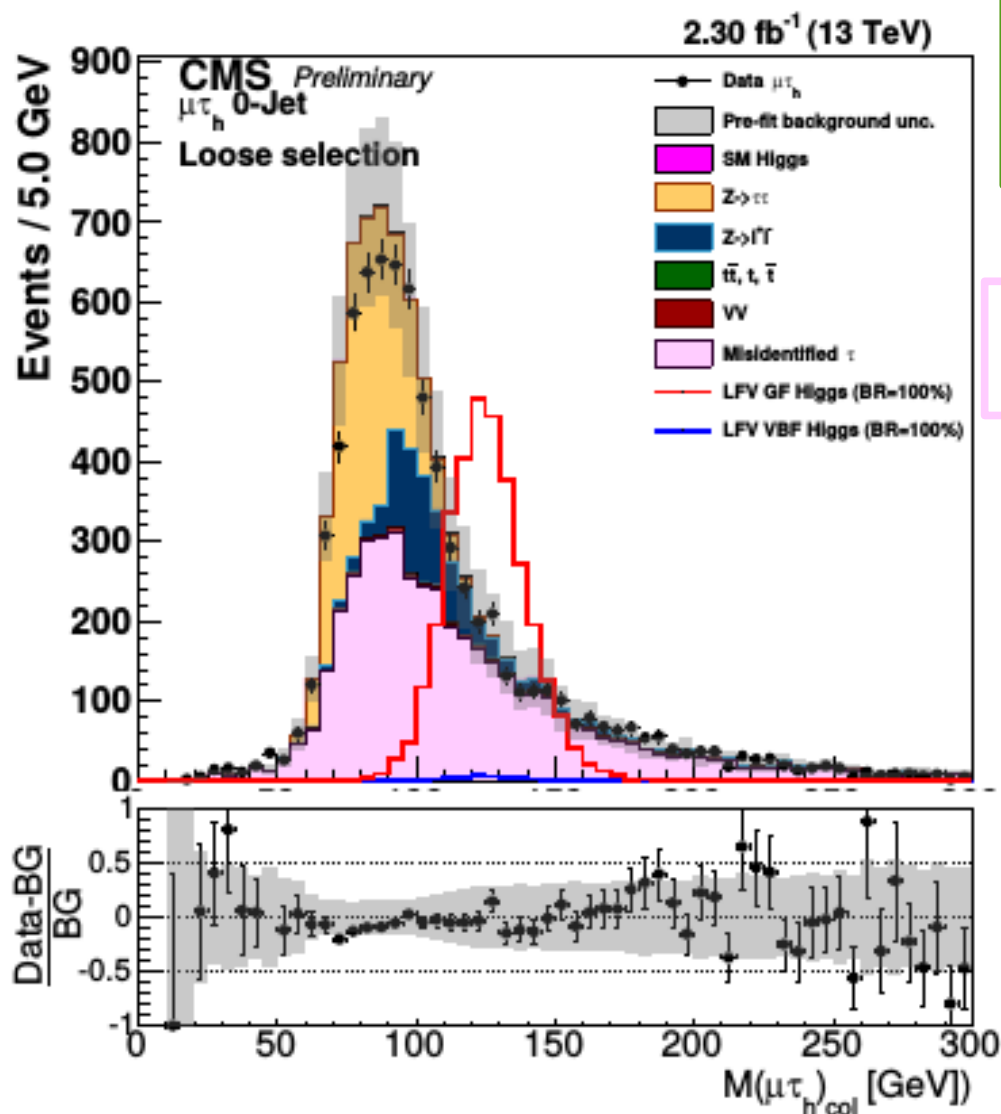 2.30 fb⁻¹ (13 TeV)
CMS Preliminary
μτₕ 0-Jet
Loose selection
Data μτₕ
Pre-fit background unc.
SM Higgs
Z->ττ
Z->l⁺l⁻
tt̄, t, t̄
VV
Misidentified τ
LFV GF Higgs (BR=100%)
LFV VBF Higgs (BR=100%)
Events / 5.0 GeV
900
800
700
600
500
400
300
200
100
0
Data-BG
BG
1
0.5
0
-0.5
-1
0 50 100 150 200 250 300
M(μτₕ)col [GeV])